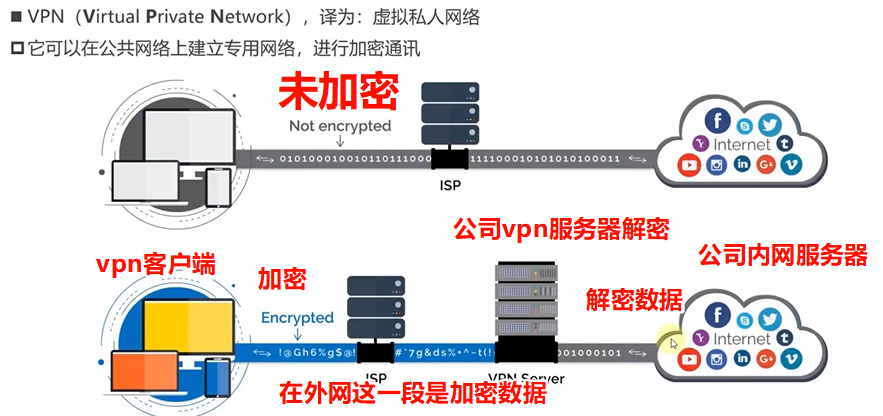 VPN（Virtual Private Network），译为：虚拟私人网络
它可以在公共网络上建立专用网络，进行加密通讯
未加密
Not encrypted
010100010010110111000
11110001010101010100011
Internet
ISP
公司vpn服务器解密
公司内网服务器
vpn客户端
加密
解密数据
Encrypted
!@Gh6%g$@!
#*7g&ds%+^-t(!
01000101
Internet
ISP
VPN Server
在外网这一段是加密数据